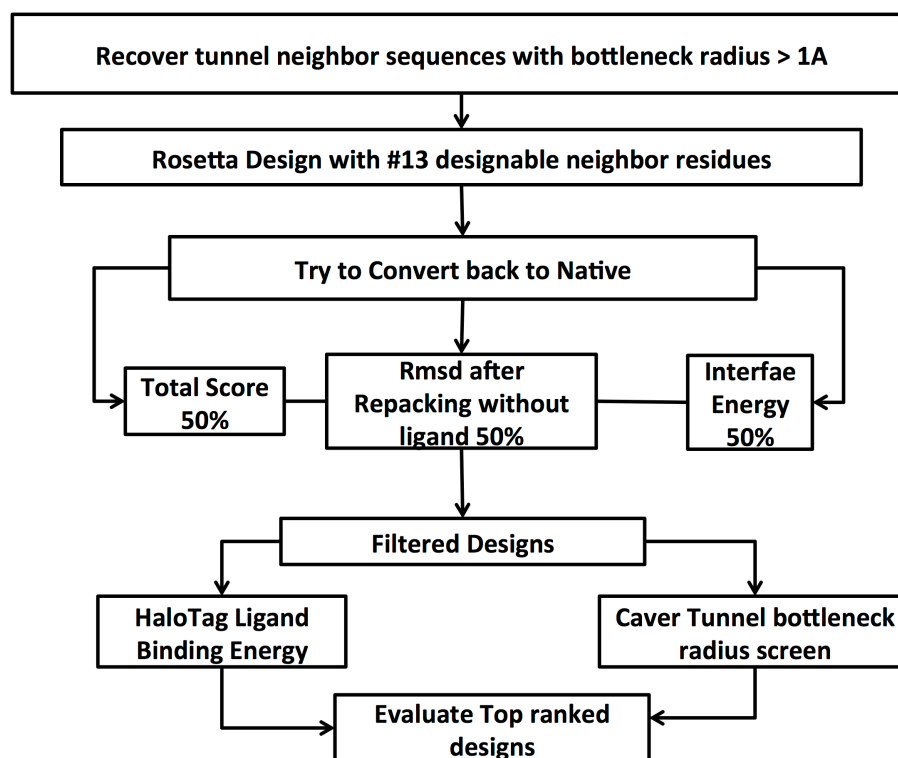 Recover tunnel neighbor sequences with bottleneck radius > 1A
Rosetta Design with #13 designable neighbor residues
Try to Convert back to Native
Total Score
50%
Rmsd after
Repacking without
ligand 50%
Interfae
Energy
50%
Filtered Designs
HaloTag Ligand
Binding Energy
Caver Tunnel bottleneck
radius screen
Evaluate Top ranked
designs